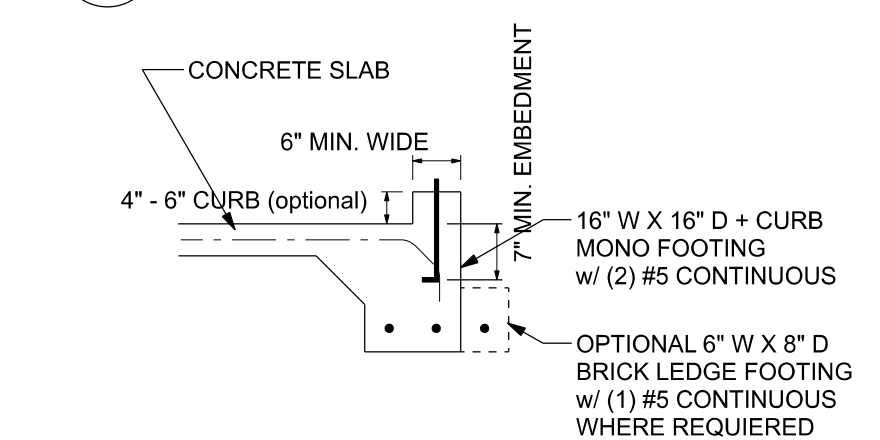 CONCRETE SLAB
6" MIN. WIDE
7" MIN. EMBEDMENT
4" - 6" CURB (optional)
16" W X 16" D + CURB
MONO FOOTING
w/ (2) #5 CONTINUOUS
OPTIONAL 6" W X 8" D
BRICK LEDGE FOOTING
w/ (1) #5 CONTINUOUS
WHERE REQUIERED